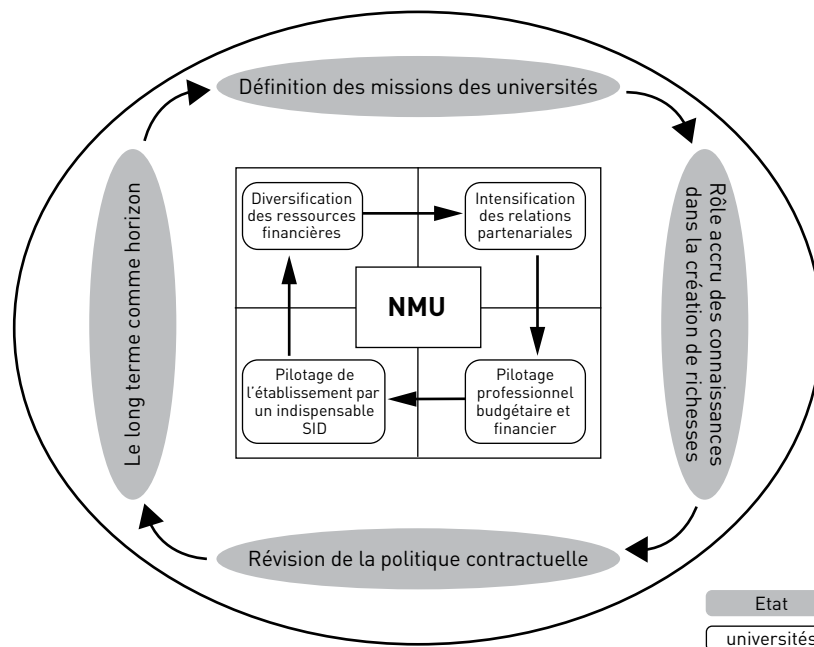 Définition des missions des universités
Rôle accru des connaissances
dans la création de richesses
Révision de la politique contractuelle
Le long terme comme horizon
Diversification
des ressources
financières
Intensification
des relations
partenariales
NMU
Pilotage de
l’établissement par
un indispensable
SID
Pilotage
professionnel
budgétaire et
financier
Etat
universités